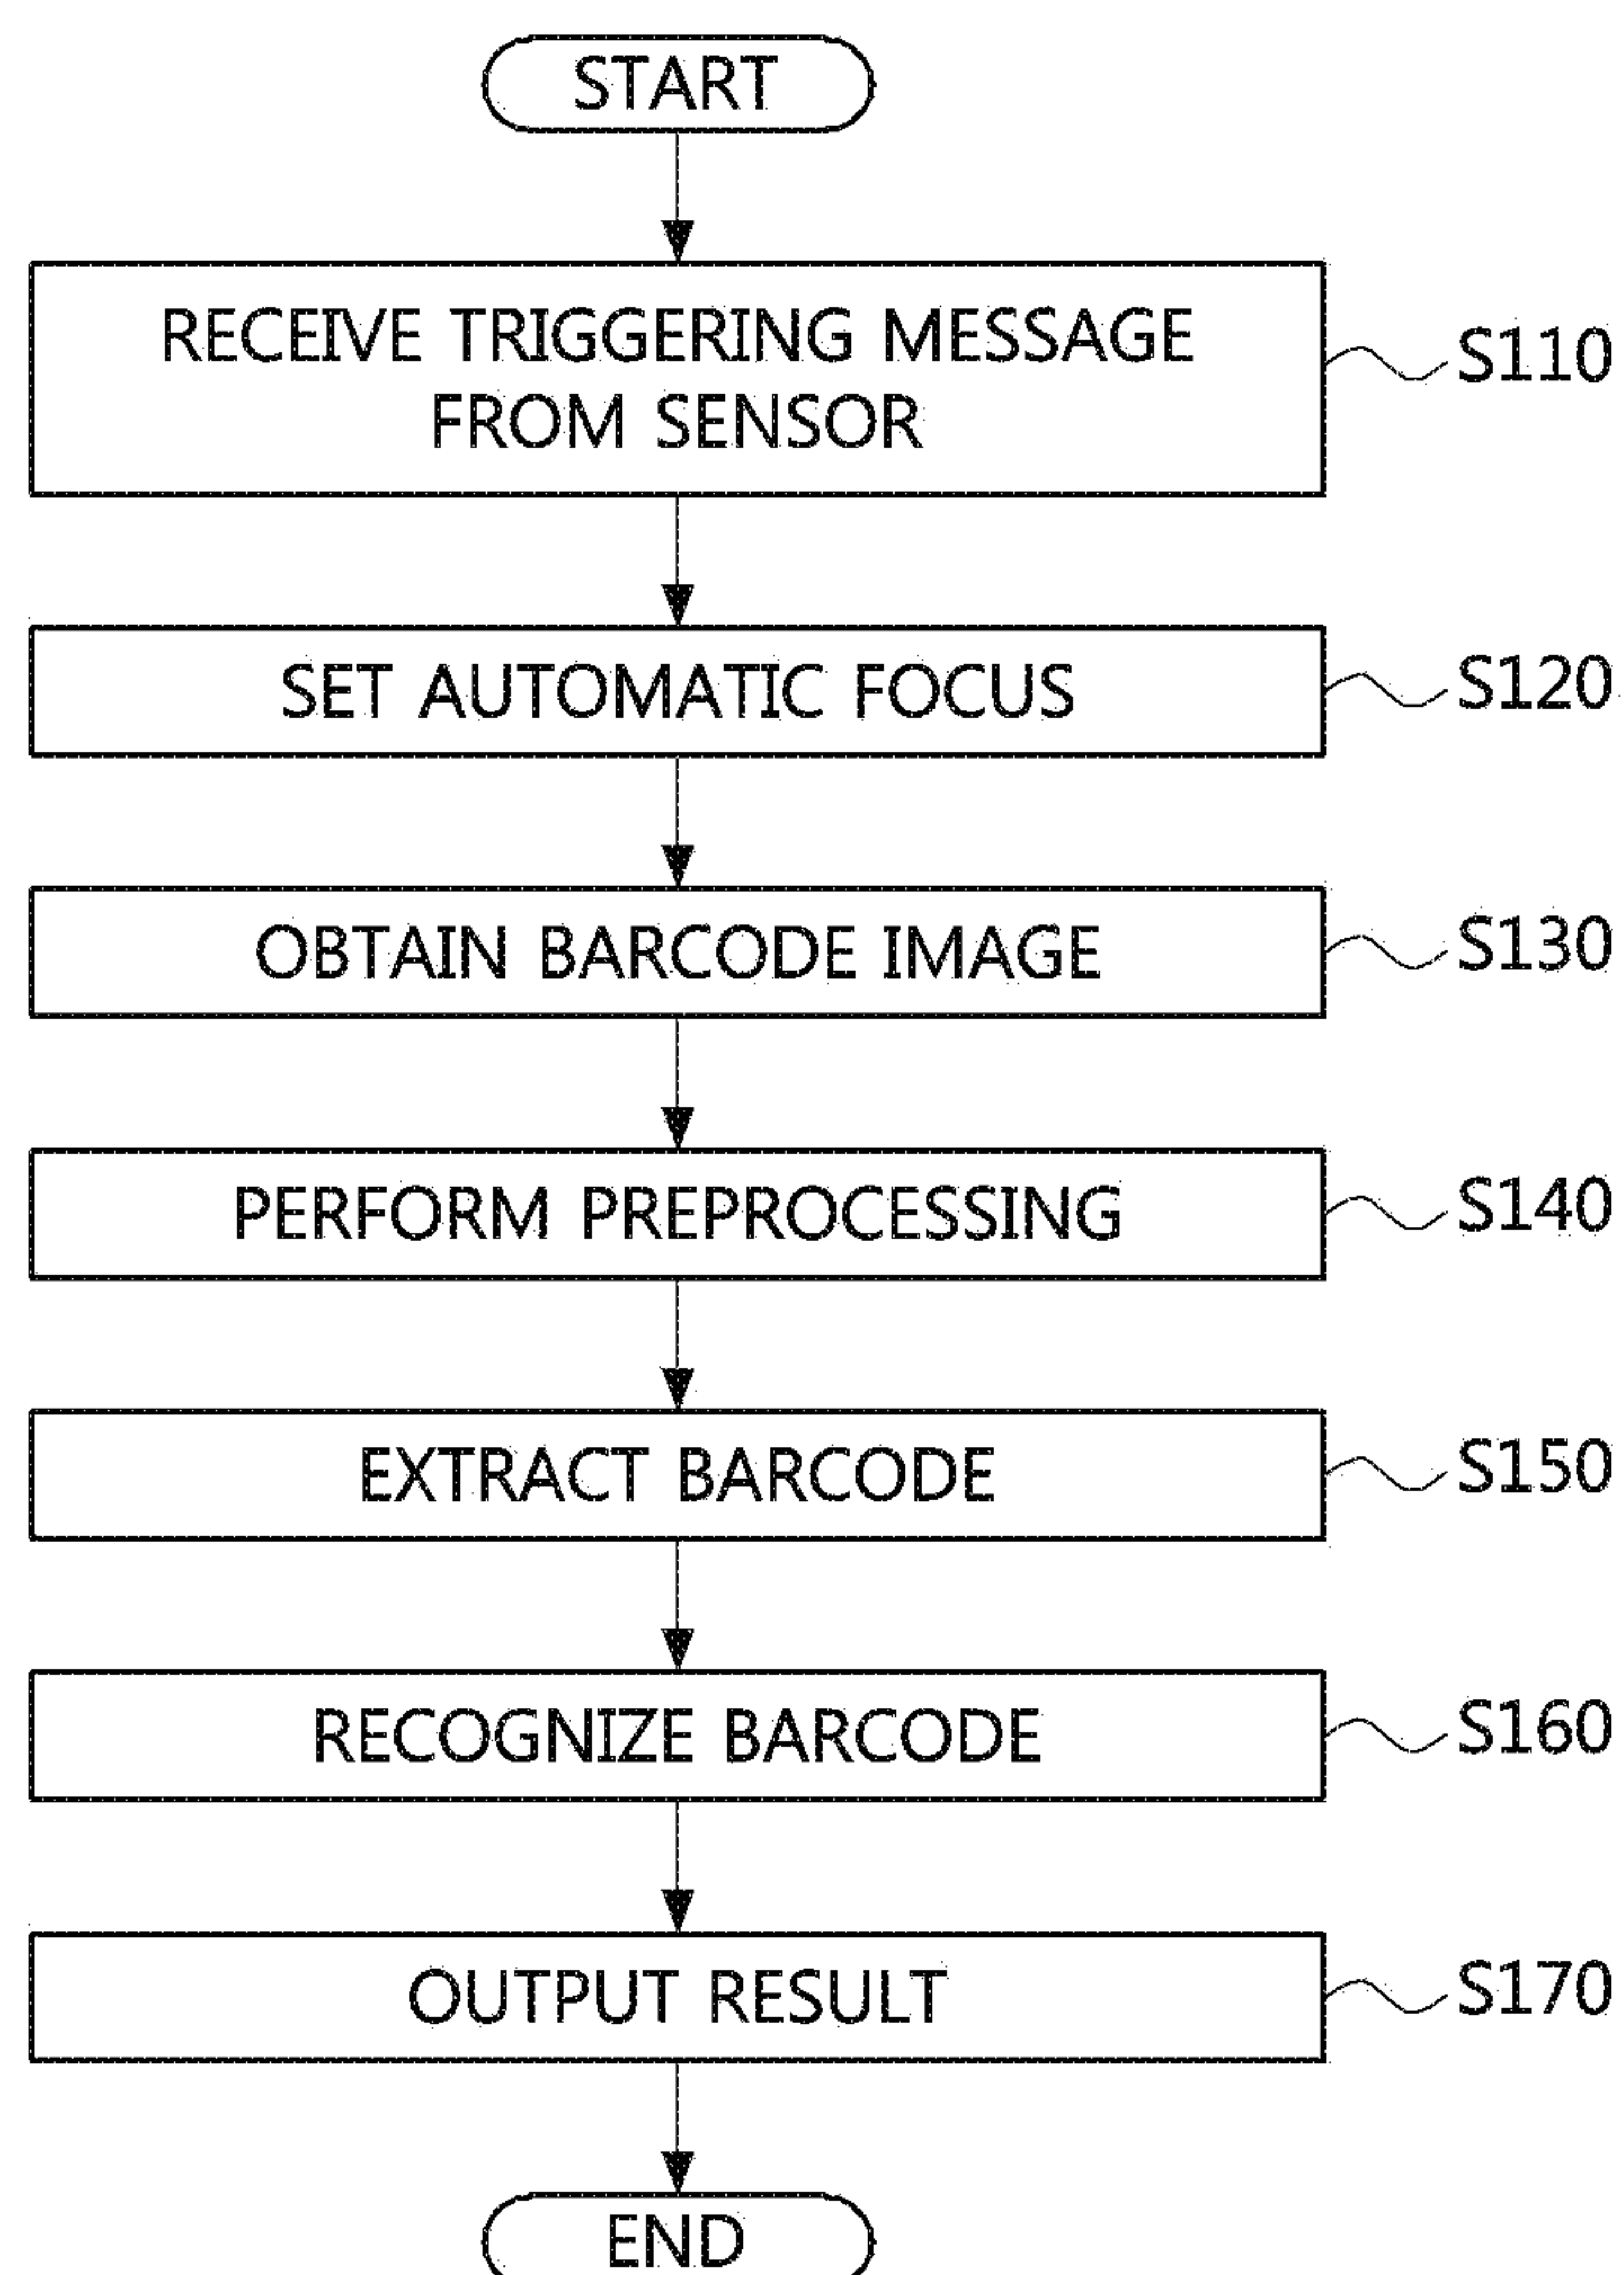 START
RECEIVE TRIGGERING MESSAGE
FROM SENSOR
S110
SET AUTOMATIC FOCUS
S120
OBTAIN BARCODE IMAGE
S130
PERFORM PREPROCESSING
S140
EXTRACT BARCODE
S150
RECOGNIZE BARCODE
S160
OUTPUT RESULT
S170
END